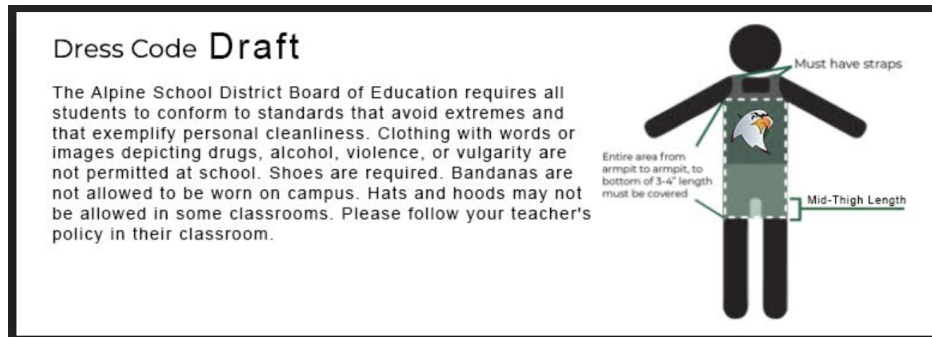 Dress Code Draft
The Alpine School District Board of Education requires all
students to conform to standards that avoid extremes and
that exemplify personal cleanliness. Clothing with words or
images depicting drugs, alcohol, violence, or vulgarity are
not permitted at school. Shoes are required. Bandanas are
not allowed to be worn on campus. Hats and hoods may not
be allowed in some classrooms. Please follow your teacher's
policy in their classroom.
Must have straps
Entire area from
armpit to armpit, to
bottom of 3-4" length
must be covered
Mid-Thigh Length